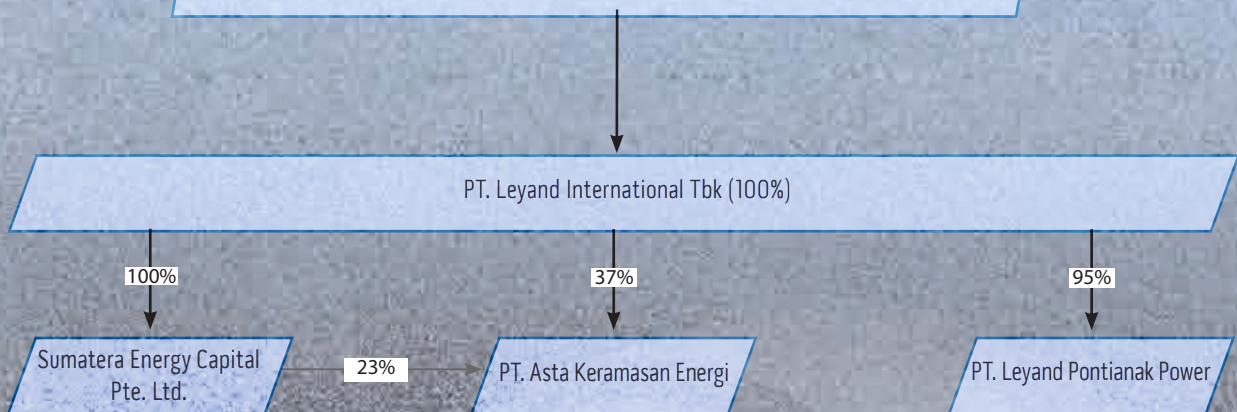 PT. Leyand International Tbk (100%)
100%
37%
95%
Sumatera Energy Capital
Pte. Ltd.
23%
PT. Asta Keramasan Energi
PT. Leyand Pontianak Power